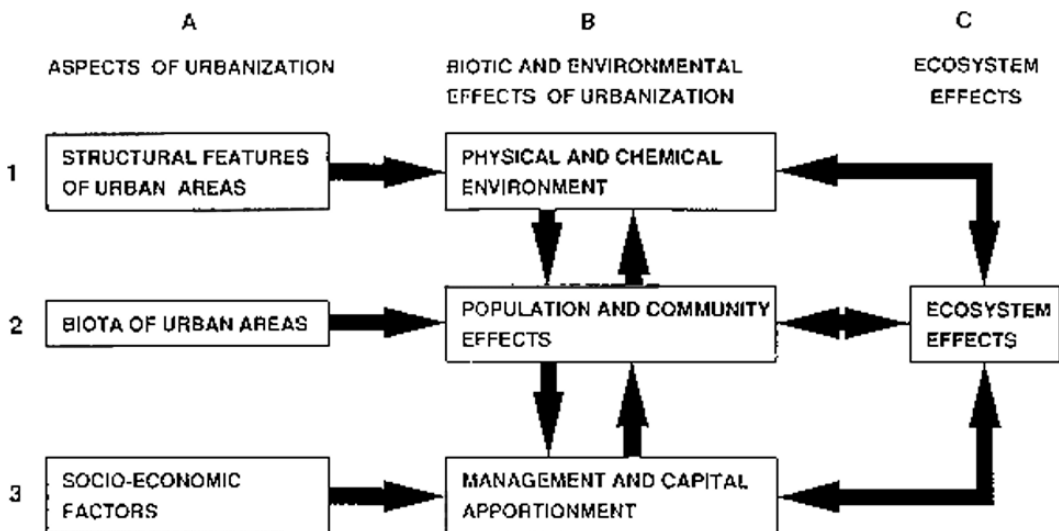 A
B
C
ASPECTS OF URBANIZATION
BIOTIC AND ENVIRONMENTAL
EFFECTS OF URBANIZATION
ECOSYSTEM
EFFECTS
1
STRUCTURAL FEATURES
OF URBAN AREAS
PHYSICAL AND CHEMICAL
ENVIRONMENT
2
BIOTA OF URBAN AREAS
POPULATION AND COMMUNITY
EFFECTS
ECOSYSTEM
EFFECTS
3
SOCIO-ECONOMIC
FACTORS
MANAGEMENT AND CAPITAL
APPORTIONMENT